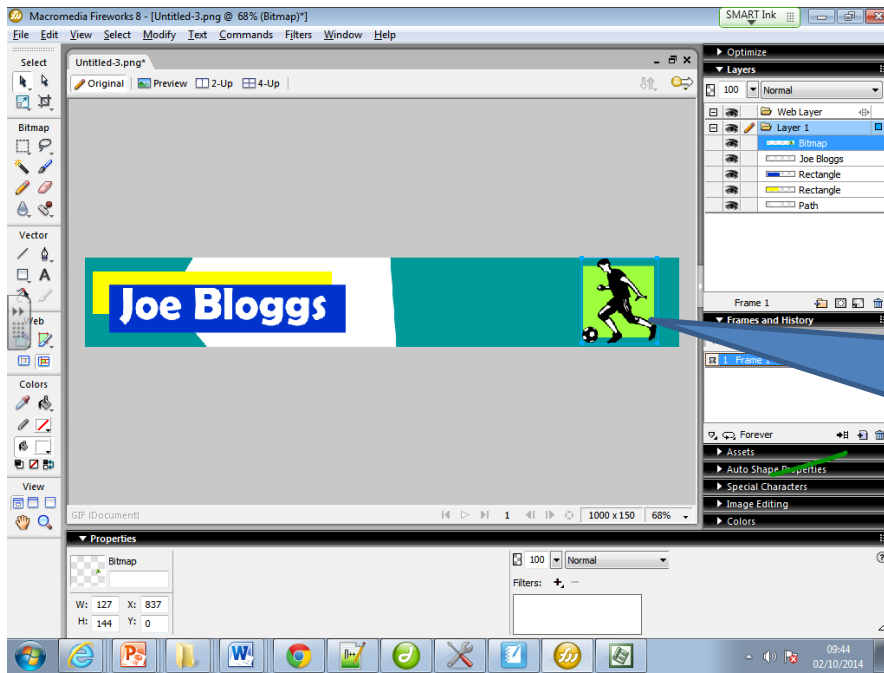 Macromedia Fireworks 8 - [Untitled-3.png @ 68% (Bitmap)*]
SMART Ink
File Edit View Select Modify Text Commands Filters Window Help
Select
Bitmap
Vector
Web
Colors
View
Untitled-3.png*
Original Preview 2-Up 4-Up
Joe Bloggs
GIF (Document)
1 1000 x 150 68%
Optimize
Layers
100 Normal
Web Layer
Layer 1
Bitmap
Joe Bloggs
Rectangle
Rectangle
Path
Frame 1
Frames and History
1 Frame
Forever
Assets
Auto Shape Properties
Special Characters
Image Editing
Colors
Properties
Bitmap
W: 127 X: 837
H: 144 Y: 0
100 Normal
Filters:
09:44
02/10/2014